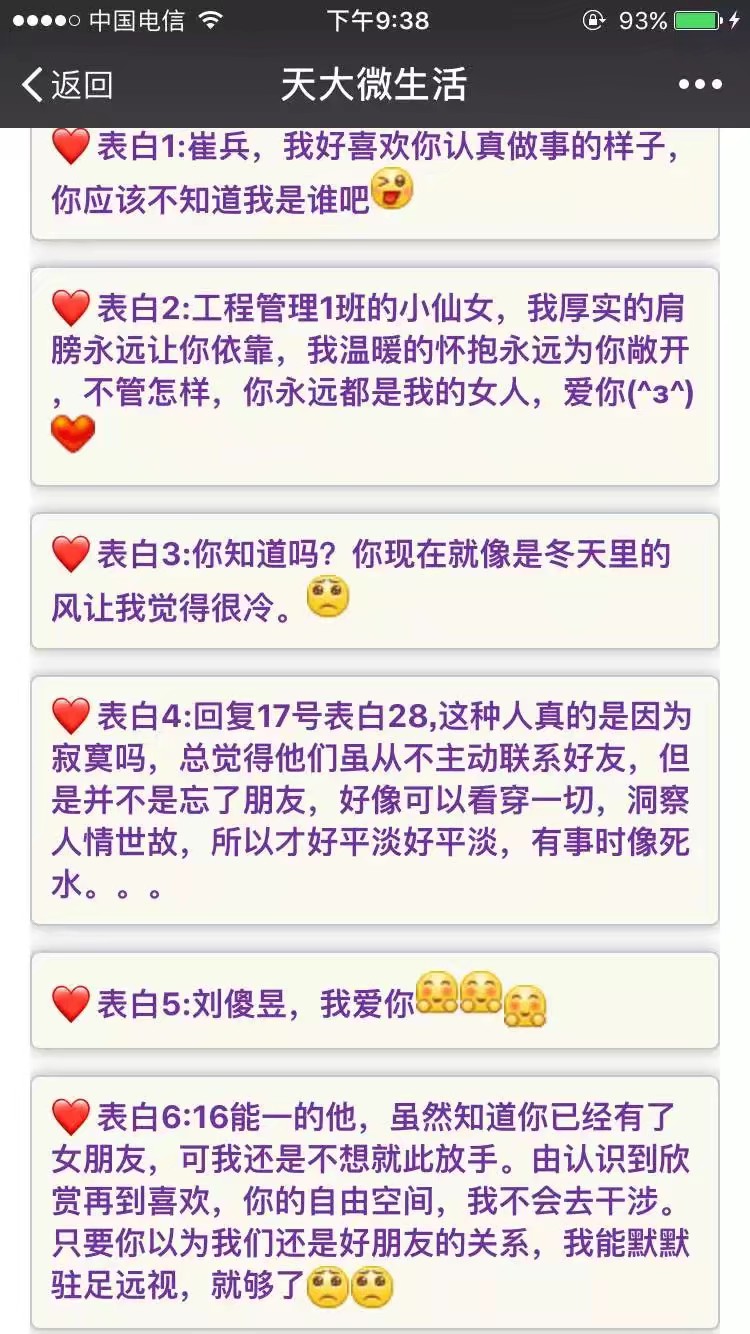 中国电信 下午9:38 93%
返回 天大微生活
表白1:崔兵，我好喜欢你认真做事的样子，
你应该不知道我是谁吧
表白2:工程管理1班的小仙女，我厚实的肩
膀永远让你依靠，我温暖的怀抱永远为你敞开
，不管怎样，你永远都是我的女人，爱你(^з^)
表白3:你知道吗？你现在就像是冬天里的
风让我觉得很冷。
表白4:回复17号表白28,这种人真的是因为
寂寞吗，总觉得他们虽从不主动联系好友，但
是并不是忘了朋友，好像可以看穿一切，洞察
人情世故，所以才好平淡好平淡，有事时像死
水。。。
表白5:刘傻昱，我爱你
表白6:16能一的他，虽然知道你已经有了
女朋友，可我还是不想就此放手。由认识到欣
赏再到喜欢，你的自由空间，我不会去干涉。
只要你以为我们还是好朋友的关系，我能默默
驻足远视，就够了